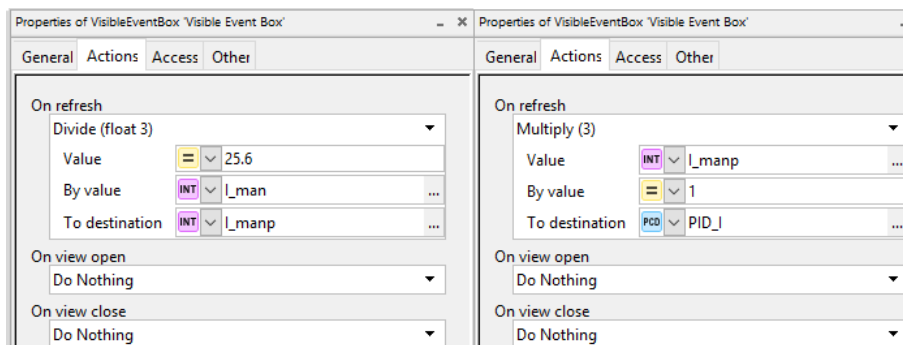 Properties of VisibleEventBox 'Visible Event Box'
General Actions Access Other
On refresh
Divide (float 3)
Value = 25.6
By value INT I_man ...
To destination INT I_manp ...
On view open
Do Nothing
On view close
Do Nothing
Properties of VisibleEventBox 'Visible Event Box'
General Actions Access Other
On refresh
Multiply (3)
Value INT I_manp ...
By value = 1
To destination PCD PID_I ...
On view open
Do Nothing
On view close
Do Nothing